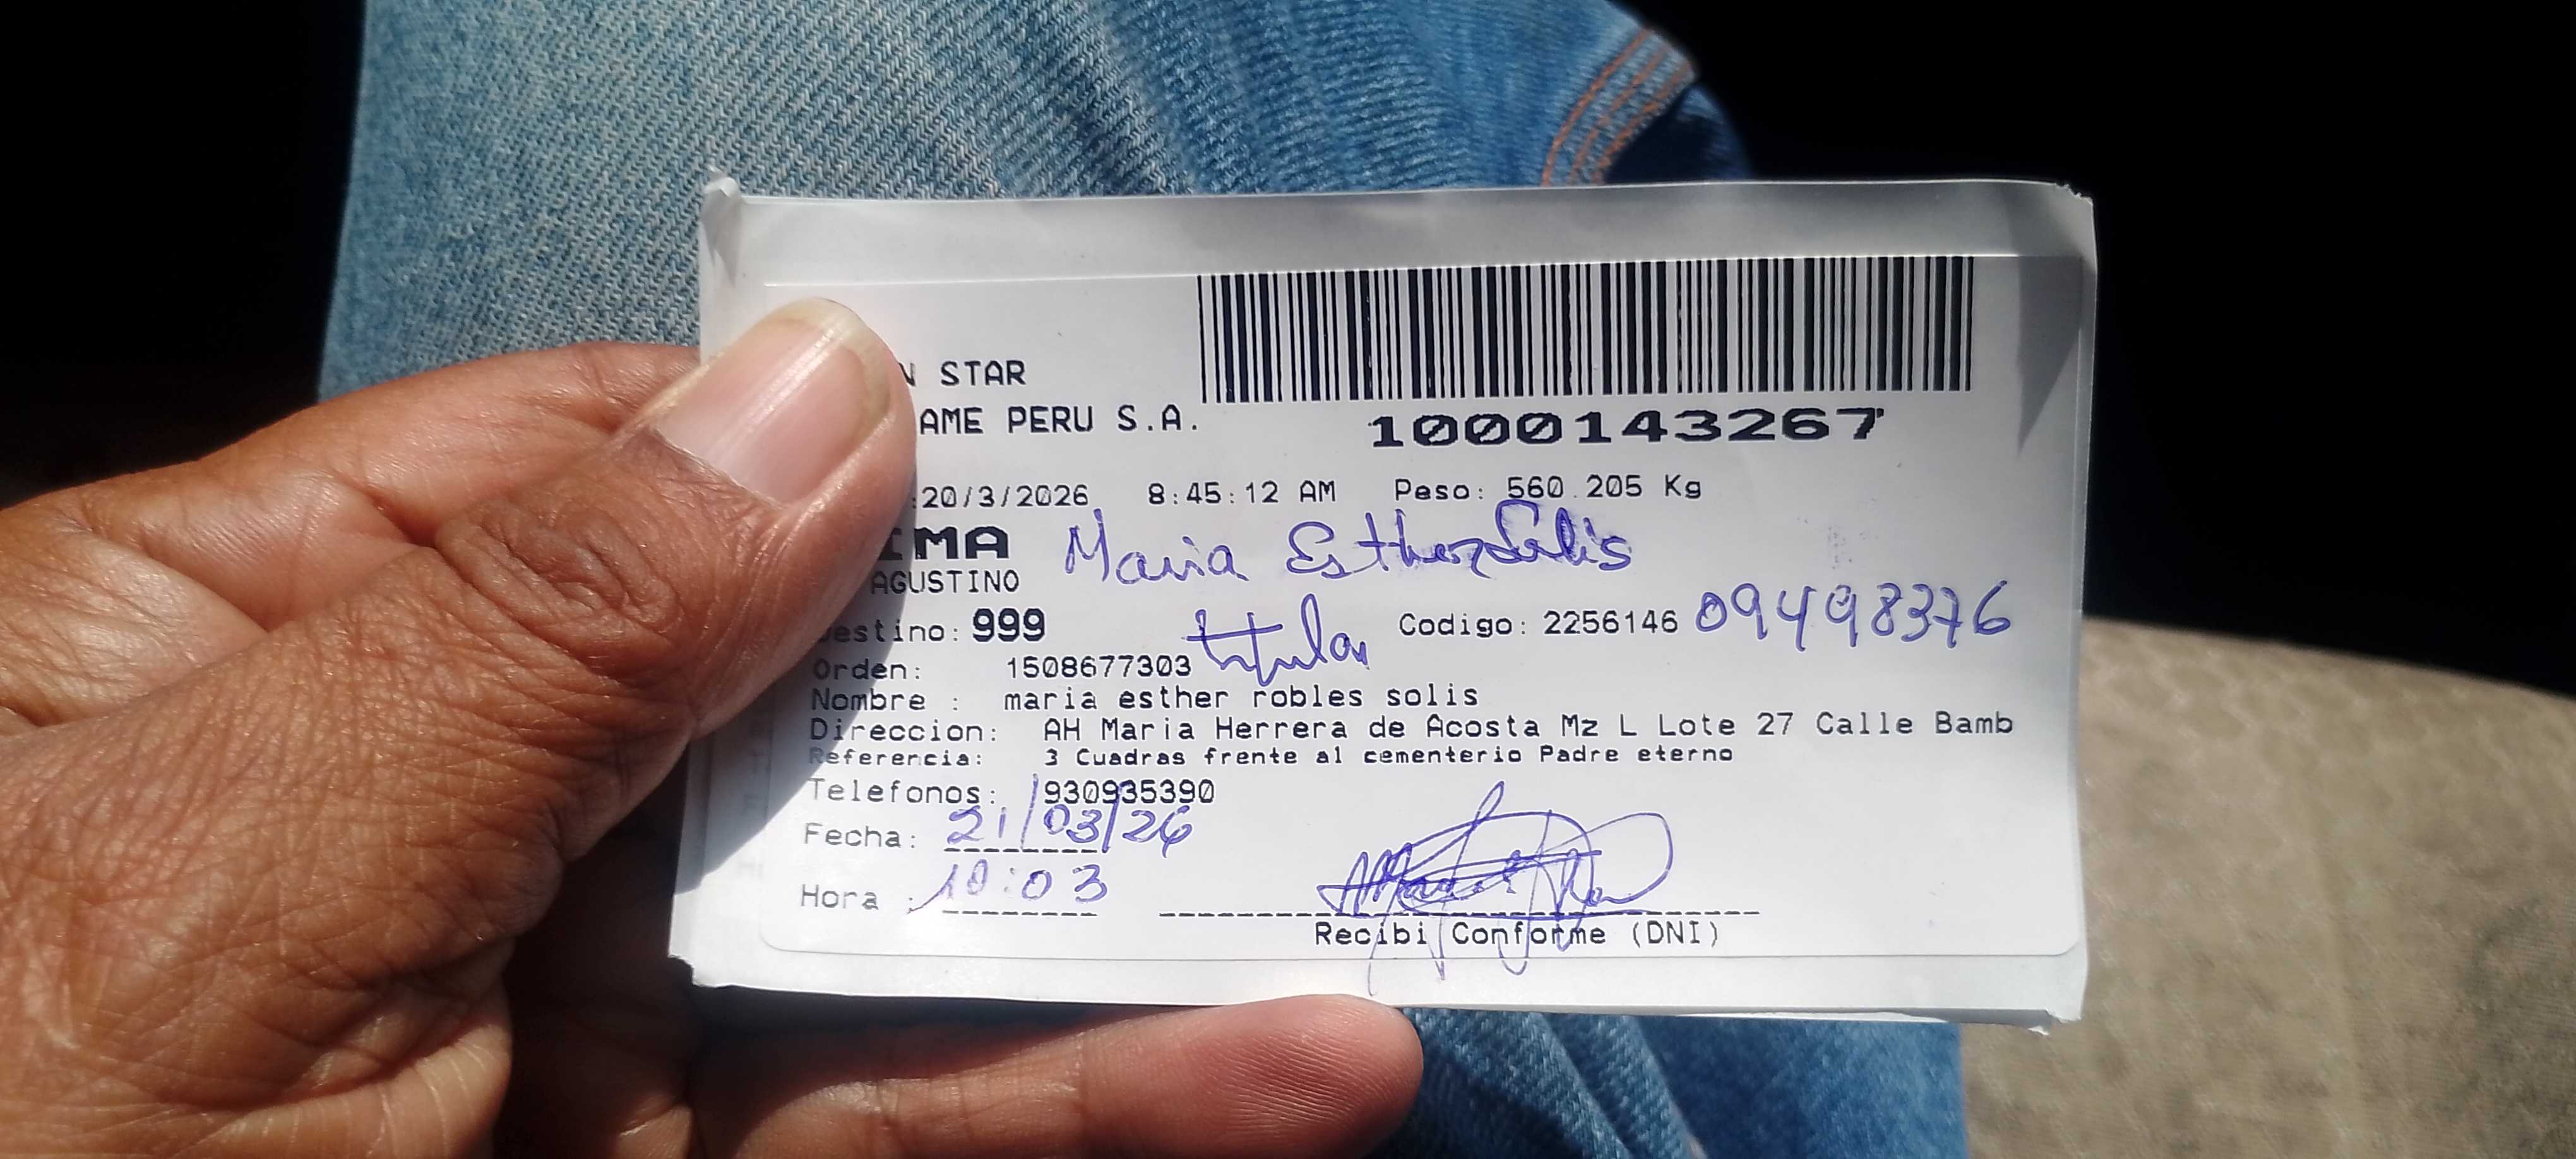 STAR
AME PERU S.A.
1000143267
:20/3/2026 8:45:12 AM Peso: 560.205 Kg
IMA Maria Esther Solis
AGUSTINO
estino: 999 titular Codigo: 2256146 09498376
Orden: 1508677303
Nombre : maria esther robles solis
Direccion: AH Maria Herrera de Acosta Mz L Lote 27 Calle Bamb
Referencia: 3 Cuadras frente al cementerio Padre eterno
Telefonos: 930935390
Fecha: 21/03/26
Hora : 10:03
Recibi Conforme (DNI)